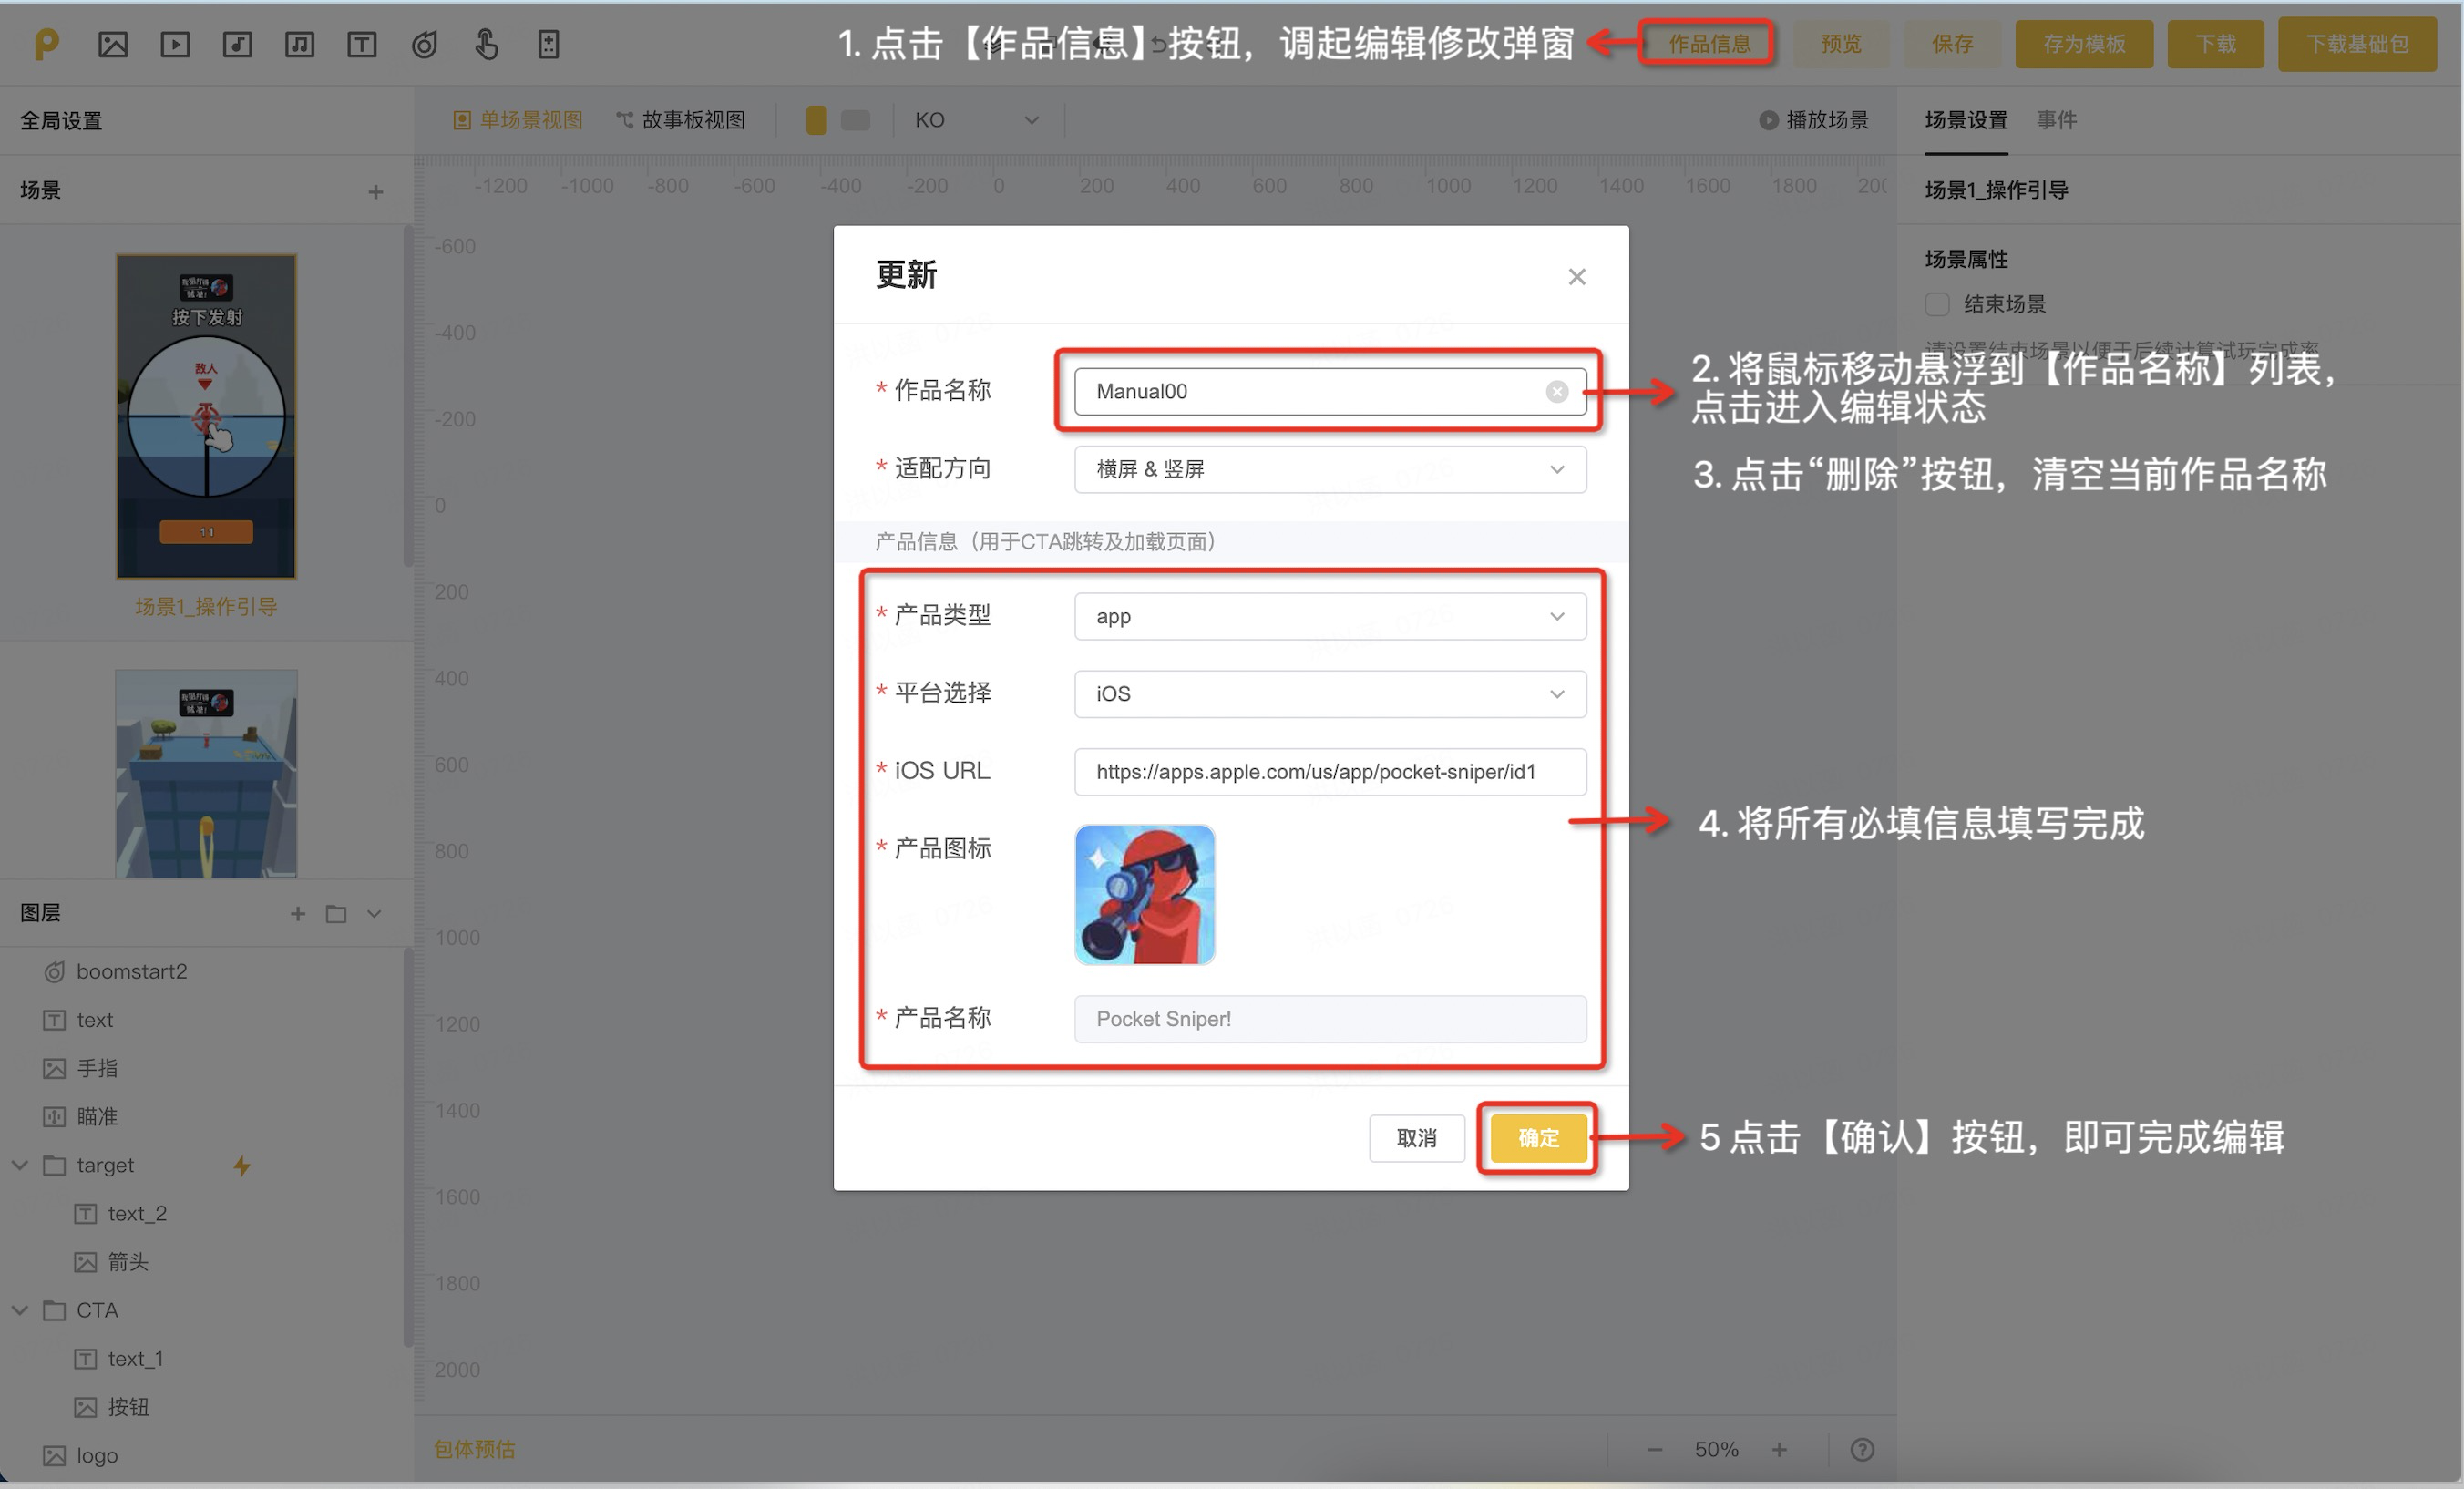 1. 点击【作品信息】按钮，调起编辑修改弹窗
作品信息
预览
保存
存为模板
下载
下载基础包
全局设置
单场景视图
故事板视图
KO
播放场景
场景设置
事件
场景
-1200 -1000 -800 -600 -400 -200 0 200 400 600 800 1000 1200 1400 1600 1800 200
场景1_操作引导
-600
-400
-200
0
200
400
600
800
1000
1200
1400
1600
1800
2000
按下发射
敌人
11
场景1_操作引导
更新
* 作品名称
Manual00
* 适配方向
横屏 & 竖屏
产品信息（用于CTA跳转及加载页面）
* 产品类型
app
* 平台选择
iOS
* iOS URL
https://apps.apple.com/us/app/pocket-sniper/id1
* 产品图标
* 产品名称
Pocket Sniper!
取消
确定
场景属性
结束场景
请设置结束场景以便于后续计算试玩完成率
2. 将鼠标移动悬浮到【作品名称】列表，
点击进入编辑状态
3. 点击“删除”按钮，清空当前作品名称
4. 将所有必填信息填写完成
5 点击【确认】按钮，即可完成编辑
图层
boomstart2
text
手指
瞄准
target
text_2
箭头
CTA
text_1
按钮
logo
包体预估
50%